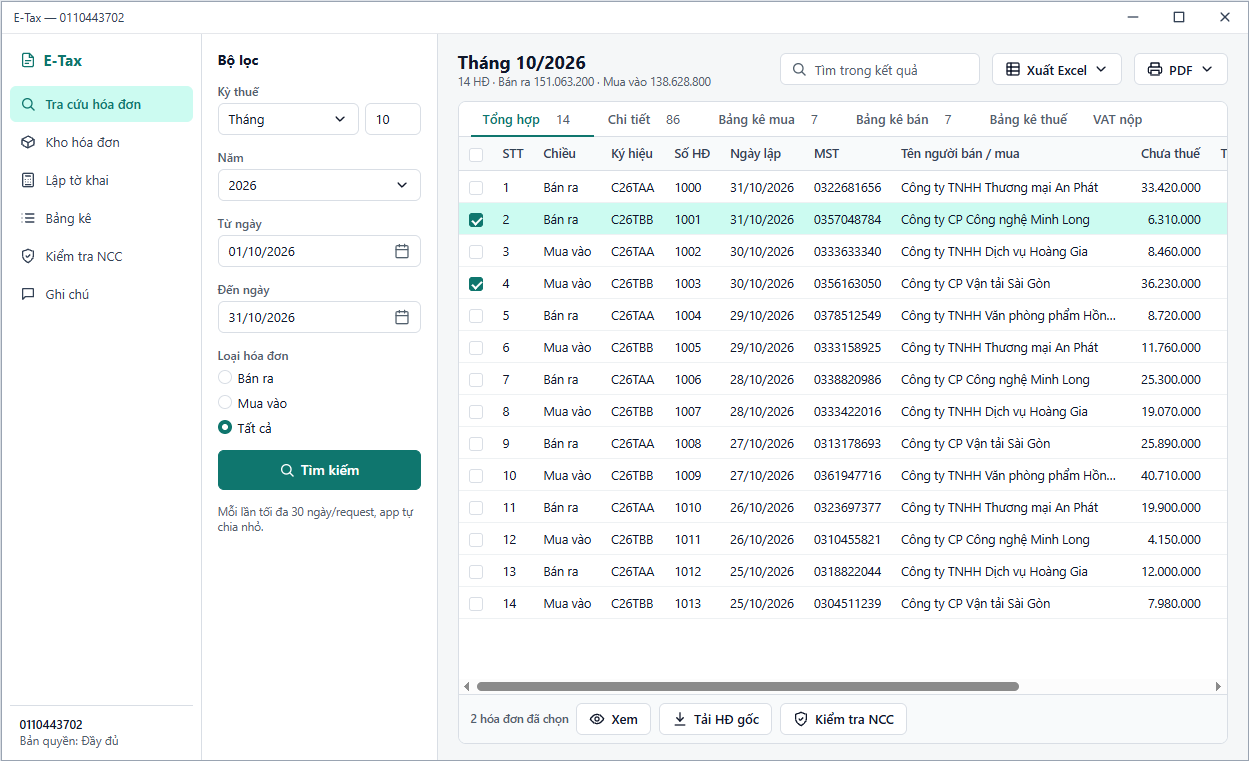 E-Tax — 0110443702
E-Tax
Tra cứu hóa đơn
Kho hóa đơn
Lập tờ khai
Bảng kê
Kiểm tra NCC
Ghi chú
0110443702
Bản quyền: Đầy đủ
Bộ lọc
Kỳ thuế
Tháng 10
Năm
2026
Từ ngày
01/10/2026
Đến ngày
31/10/2026
Loại hóa đơn
Bán ra
Mua vào
Tất cả
Tìm kiếm
Mỗi lần tối đa 30 ngày/request, app tự
chia nhỏ.
Tháng 10/2026
14 HĐ · Bán ra 151.063.200 · Mua vào 138.628.800
Tìm trong kết quả
Xuất Excel
PDF
Tổng hợp 14 Chi tiết 86 Bảng kê mua 7 Bảng kê bán 7 Bảng kê thuế VAT nộp
STT Chiều Ký hiệu Số HĐ Ngày lập MST Tên người bán / mua Chưa thuế T
1 Bán ra C26TAA 1000 31/10/2026 0322681656 Công ty TNHH Thương mại An Phát 33.420.000
2 Bán ra C26TBB 1001 31/10/2026 0357048784 Công ty CP Công nghệ Minh Long 6.310.000
3 Mua vào C26TAA 1002 30/10/2026 0333633340 Công ty TNHH Dịch vụ Hoàng Gia 8.460.000
4 Mua vào C26TBB 1003 30/10/2026 0356163050 Công ty CP Vận tải Sài Gòn 36.230.000
5 Bán ra C26TAA 1004 29/10/2026 0378512549 Công ty TNHH Văn phòng phẩm Hồn... 8.720.000
6 Mua vào C26TBB 1005 29/10/2026 0333158925 Công ty TNHH Thương mại An Phát 11.760.000
7 Bán ra C26TAA 1006 28/10/2026 0338820986 Công ty CP Công nghệ Minh Long 25.300.000
8 Mua vào C26TBB 1007 28/10/2026 0333422016 Công ty TNHH Dịch vụ Hoàng Gia 19.070.000
9 Bán ra C26TAA 1008 27/10/2026 0313178693 Công ty CP Vận tải Sài Gòn 25.890.000
10 Mua vào C26TBB 1009 27/10/2026 0361947716 Công ty TNHH Văn phòng phẩm Hồn... 40.710.000
11 Bán ra C26TAA 1010 26/10/2026 0323697377 Công ty TNHH Thương mại An Phát 19.900.000
12 Mua vào C26TBB 1011 26/10/2026 0310455821 Công ty CP Công nghệ Minh Long 4.150.000
13 Bán ra C26TAA 1012 25/10/2026 0318822044 Công ty TNHH Dịch vụ Hoàng Gia 12.000.000
14 Mua vào C26TBB 1013 25/10/2026 0304511239 Công ty CP Vận tải Sài Gòn 7.980.000
2 hóa đơn đã chọn
Xem
Tải HĐ gốc
Kiểm tra NCC